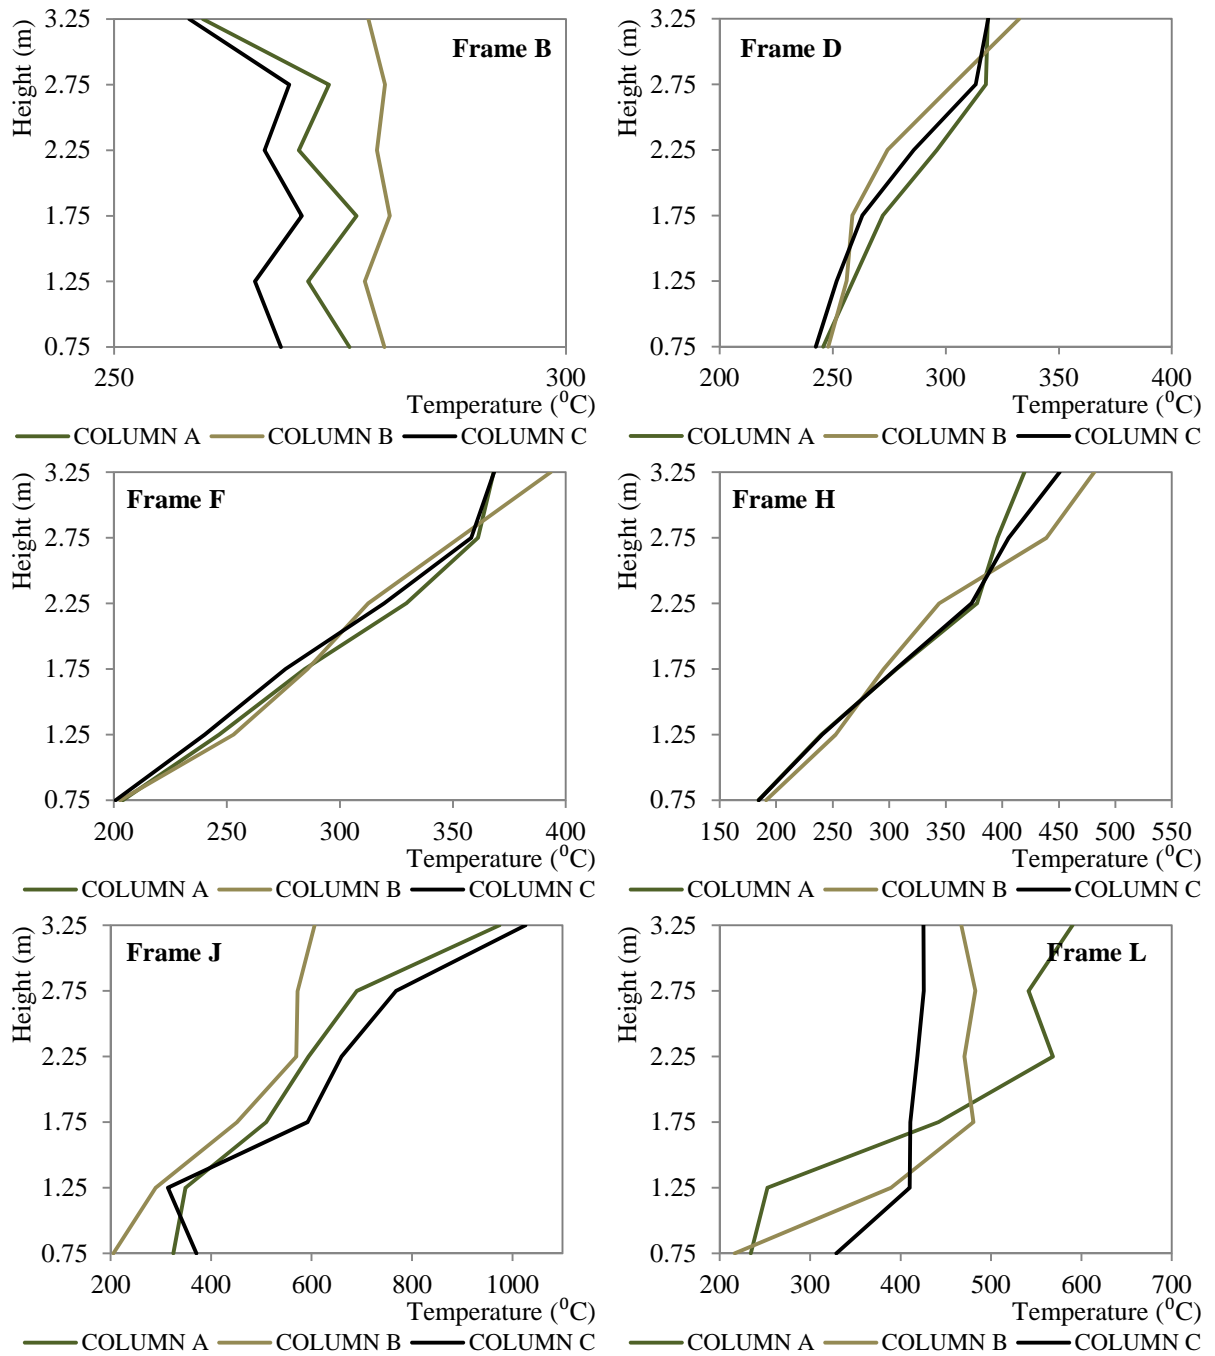 Frame B
Height (m)
3.25
2.75
2.25
1.75
1.25
0.75
250 300
Temperature (⁰C)
COLUMN A COLUMN B COLUMN C
Frame D
Height (m)
3.25
2.75
2.25
1.75
1.25
0.75
200 250 300 350 400
Temperature (⁰C)
COLUMN A COLUMN B COLUMN C
Frame F
Height (m)
3.25
2.75
2.25
1.75
1.25
0.75
200 250 300 350 400
Temperature (⁰C)
COLUMN A COLUMN B COLUMN C
Frame H
Height (m)
3.25
2.75
2.25
1.75
1.25
0.75
150 200 250 300 350 400 450 500 550
Temperature (⁰C)
COLUMN A COLUMN B COLUMN C
Frame J
Height (m)
3.25
2.75
2.25
1.75
1.25
0.75
200 400 600 800 1000
Temperature (⁰C)
COLUMN A COLUMN B COLUMN C
Frame L
Height (m)
3.25
2.75
2.25
1.75
1.25
0.75
200 300 400 500 600 700
Temperature (⁰C)
COLUMN A COLUMN B COLUMN C